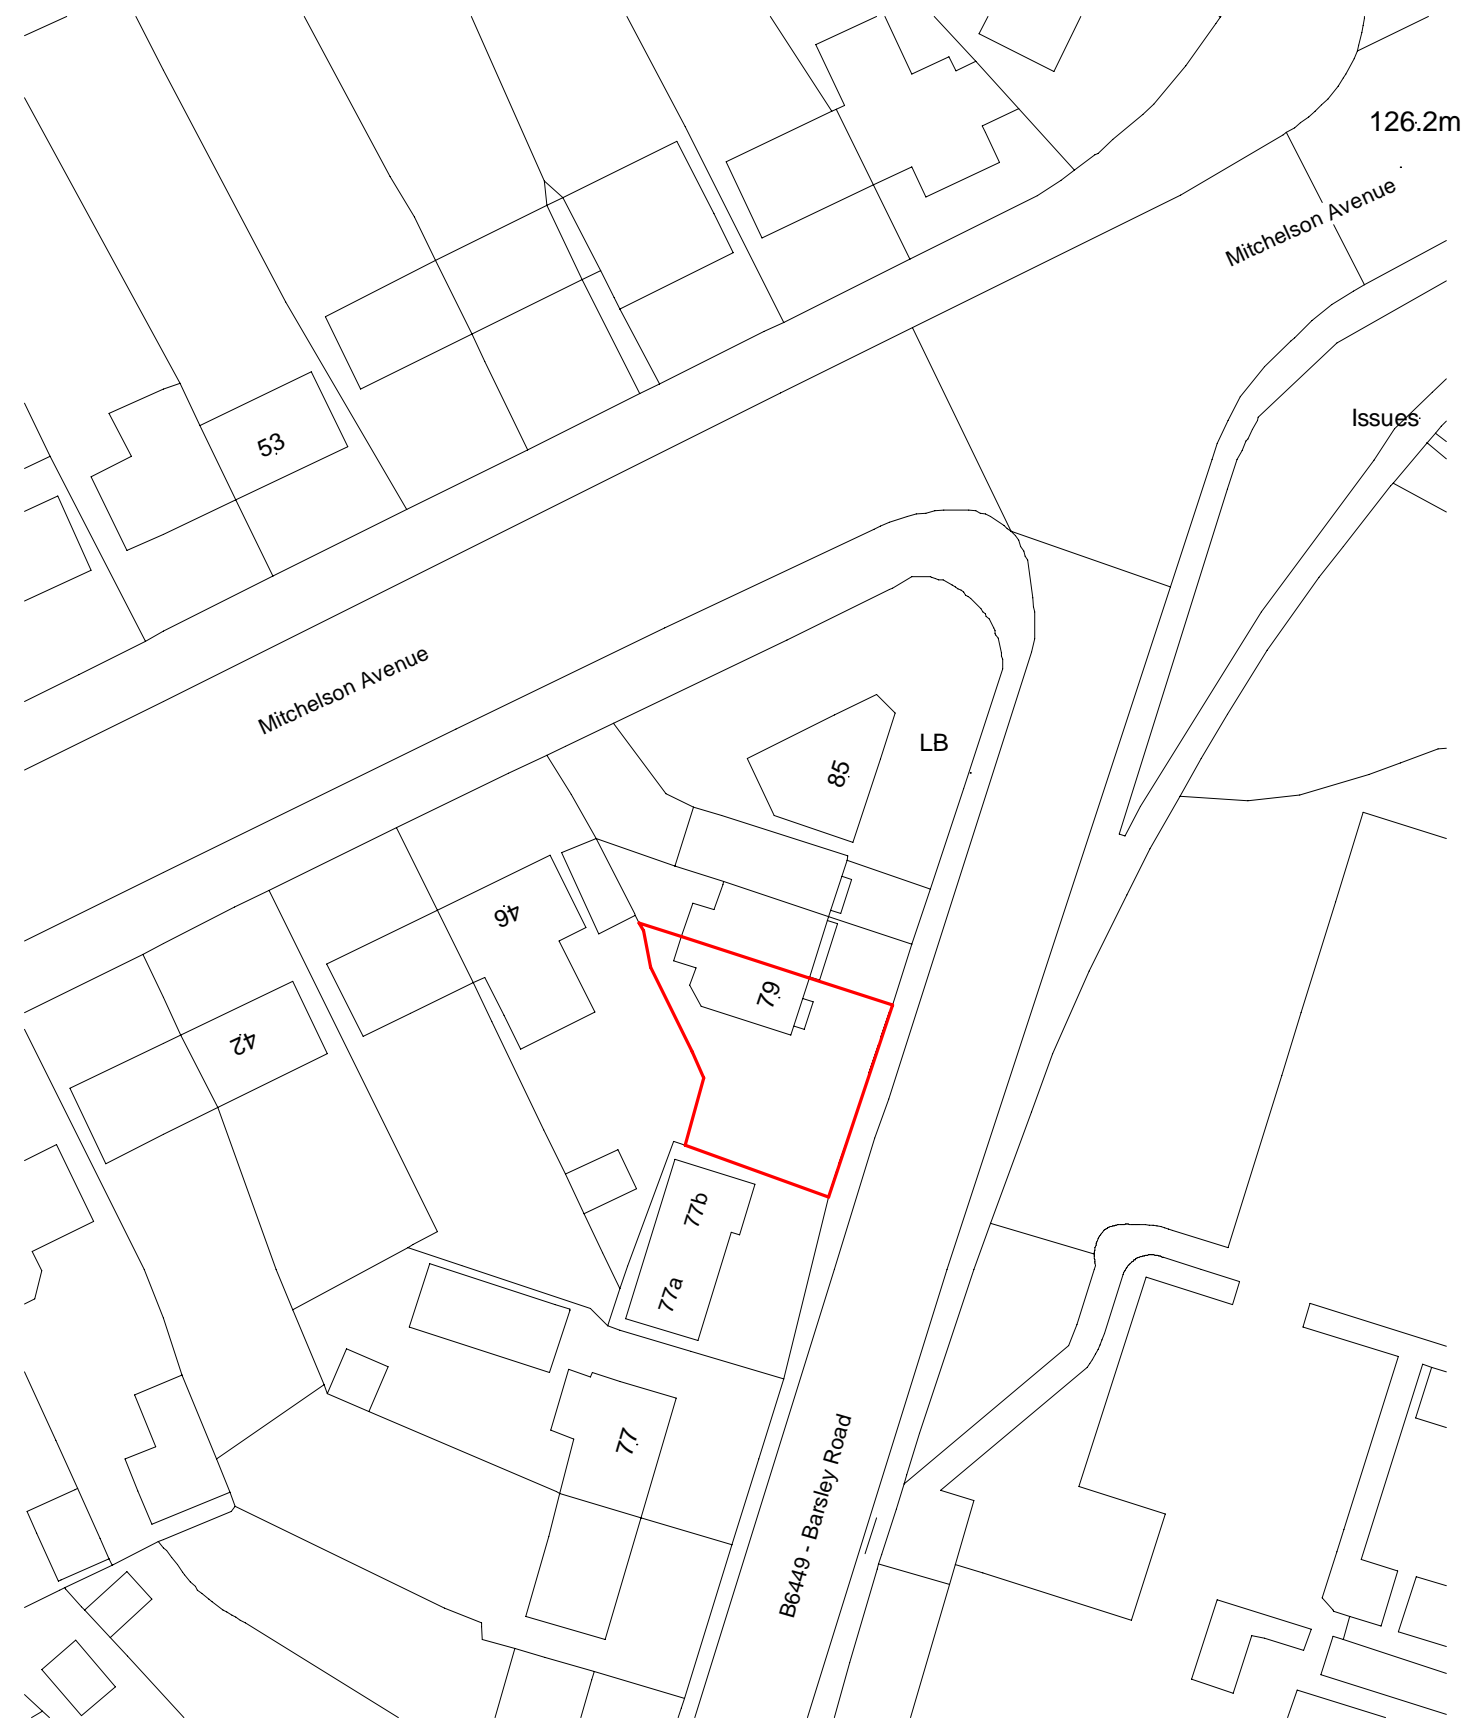 126.2m
Mitchelson Avenue
Issues
53
Mitchelson Avenue
LB
85
46
79
42
77b
77a
77
B6449 - Barsley Road